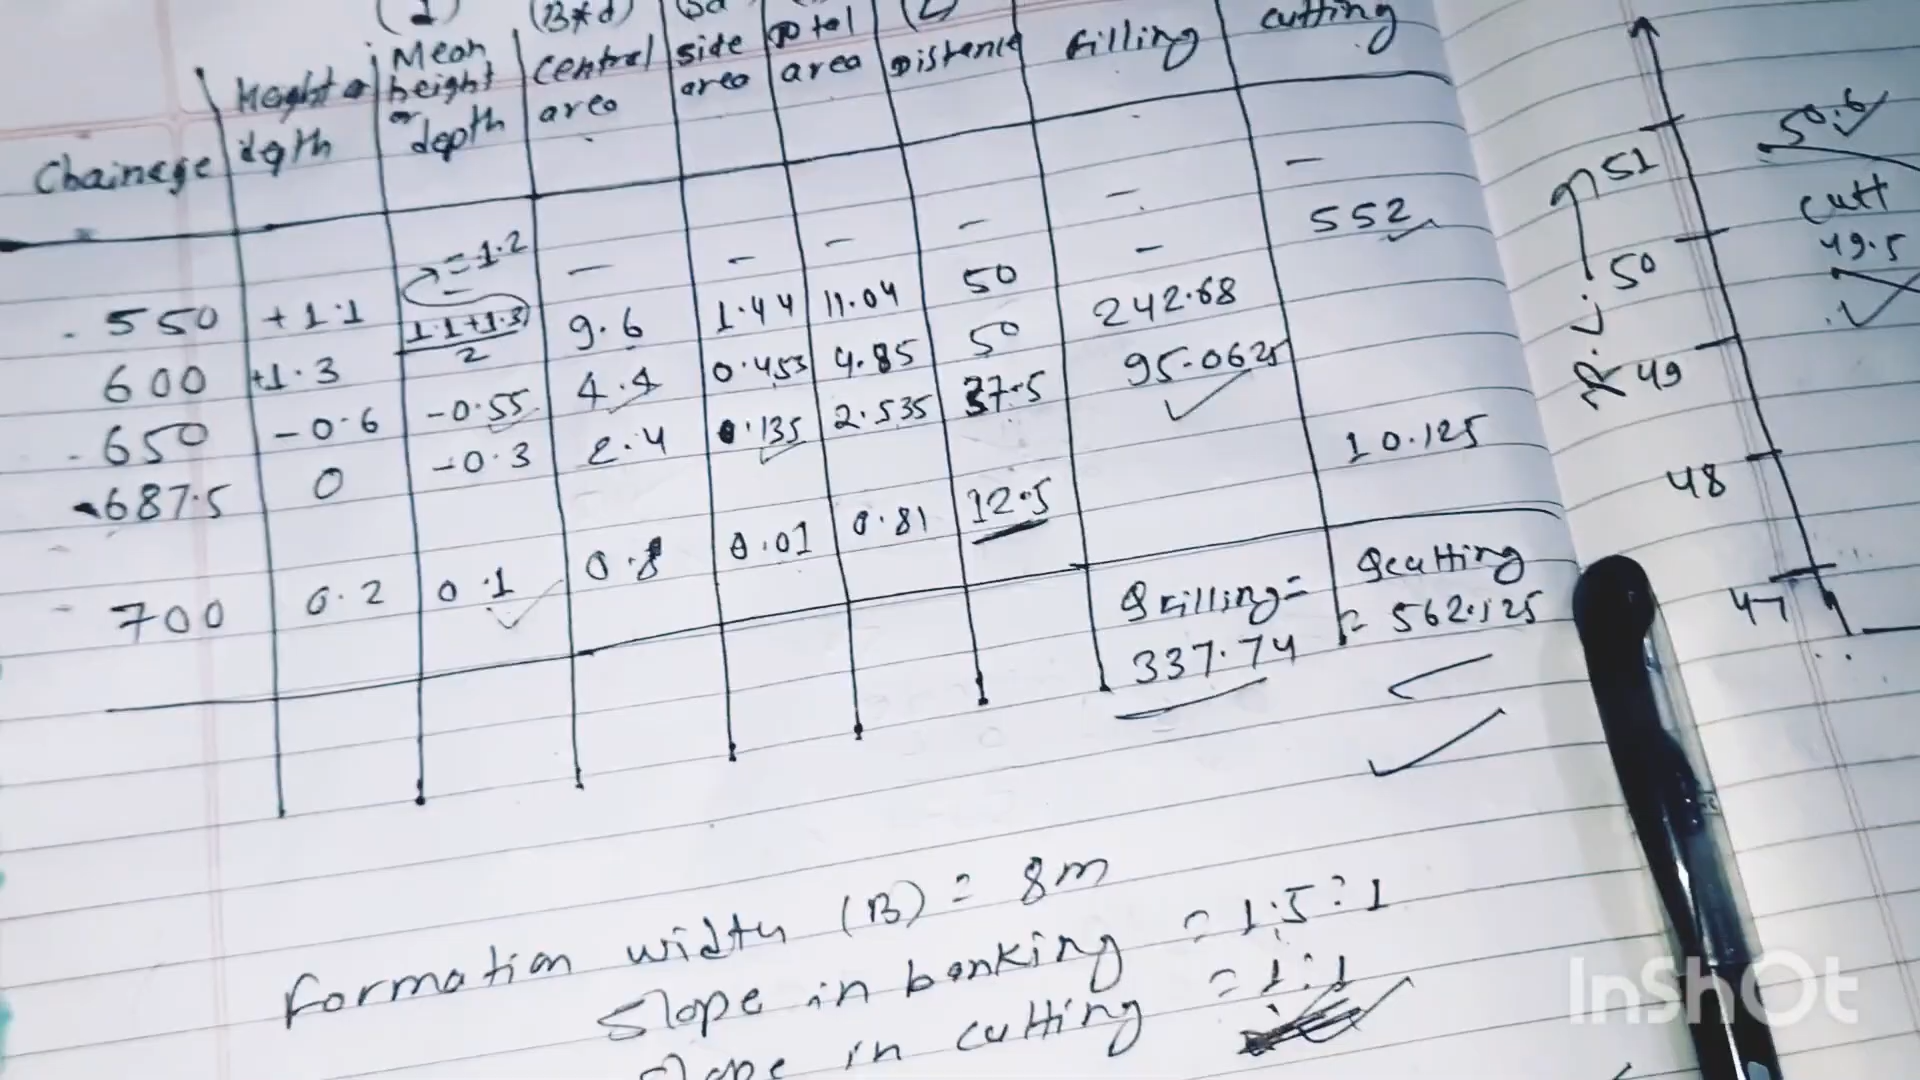 (B*d)
Chainage | Height or depth | Mean height or depth | Central area | side area | Total area | Distance | filling | cutting
550 | +1.1 | – | – | – | – | – | – | –
600 | +1.3 | 1.1+1.3/2 = 1.2 | 9.6 | 1.44 | 11.04 | 50 | – | 552
650 | -0.6 | -0.55 | 4.4 | 0.453 | 4.85 | 50 | 242.68
687.5 | 0 | -0.3 | 2.4 | 0.135 | 2.535 | 37.5 | 95.0625
700 | 0.2 | 0.1 | 0.8 | 0.01 | 0.81 | 12.5 | | 10.125
Qfilling = 337.74 | Qcutting = 562.125
formation width (B) = 8m
slope in banking = 1.5:1
slope in cutting = 1:1
51
50
49
48
47
50.6
cutt
49.5
InShOt